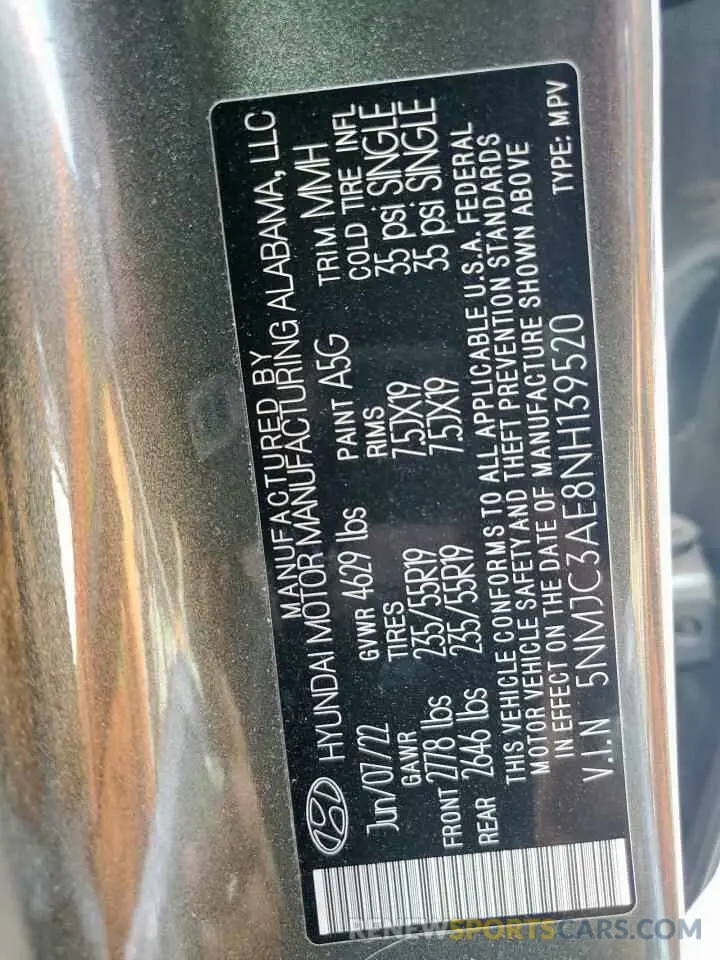 MANUFACTURED BY
HYUNDAI MOTOR MANUFACTURING ALABAMA, LLC
Jun/07/22 GVWR 4629 lbs PAINT A5G TRIM MMH
GAWR TIRES RIMS COLD TIRE INFL
FRONT 2778 lbs 235/55R19 7.5JX19 35 psi SINGLE
REAR 2646 lbs 235/55R19 7.5JX19 35 psi SINGLE
THIS VEHICLE CONFORMS TO ALL APPLICABLE U.S.A. FEDERAL
MOTOR VEHICLE SAFETY AND THEFT PREVENTION STANDARDS
IN EFFECT ON THE DATE OF MANUFACTURE SHOWN ABOVE
V.I.N 5NMJC3AE8NH139520 TYPE: MPV
RENEWSPORTSCARS.COM